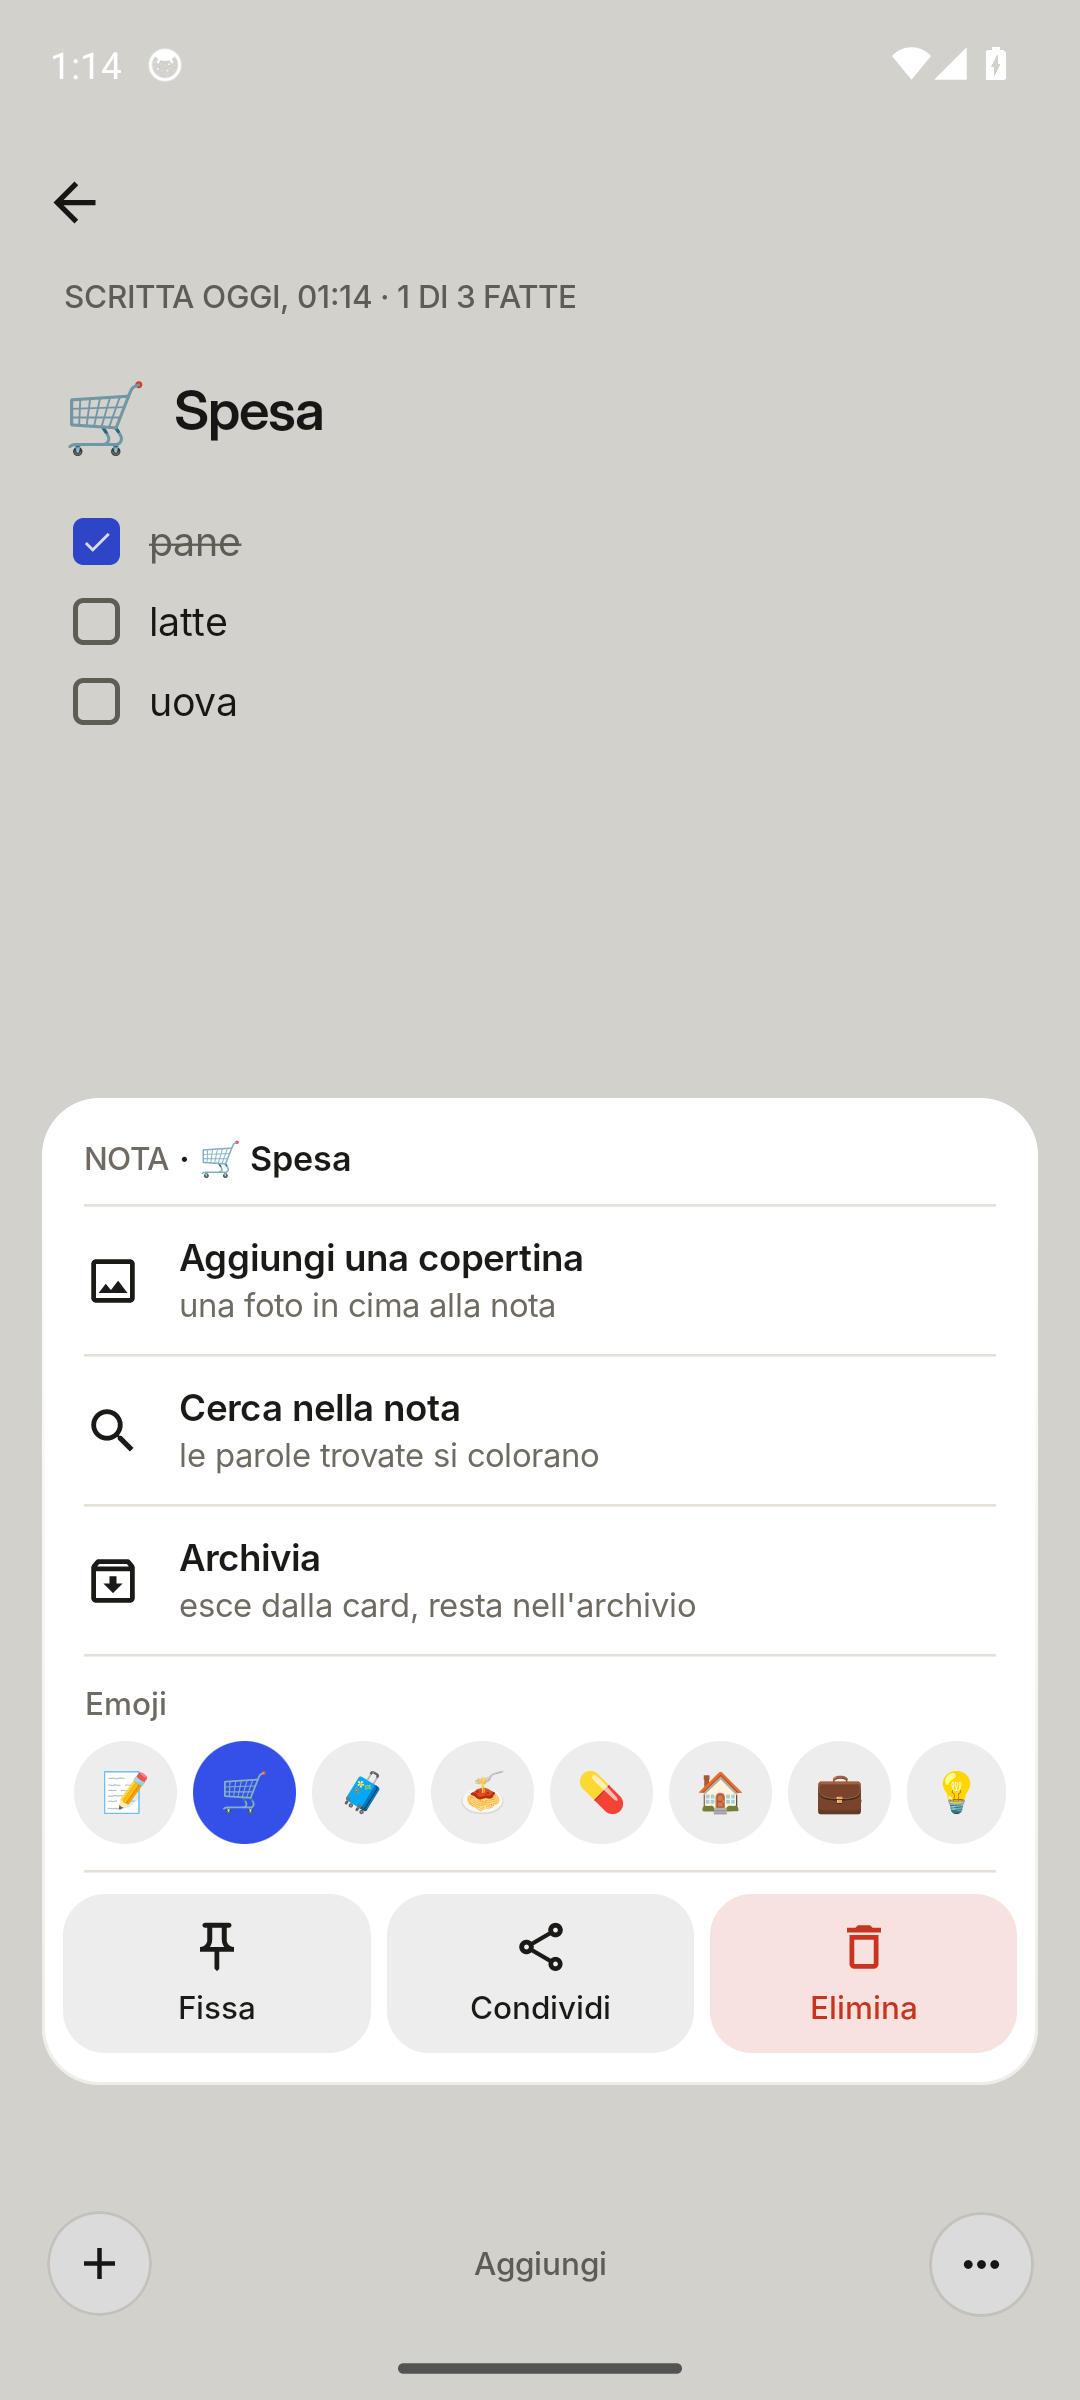 1:14
SCRITTA OGGI, 01:14 · 1 DI 3 FATTE
Spesa
pane
latte
uova
NOTA · 🛒 Spesa
Aggiungi una copertina
una foto in cima alla nota
Cerca nella nota
le parole trovate si colorano
Archivia
esce dalla card, resta nell'archivio
Emoji
Fissa
Condividi
Elimina
Aggiungi